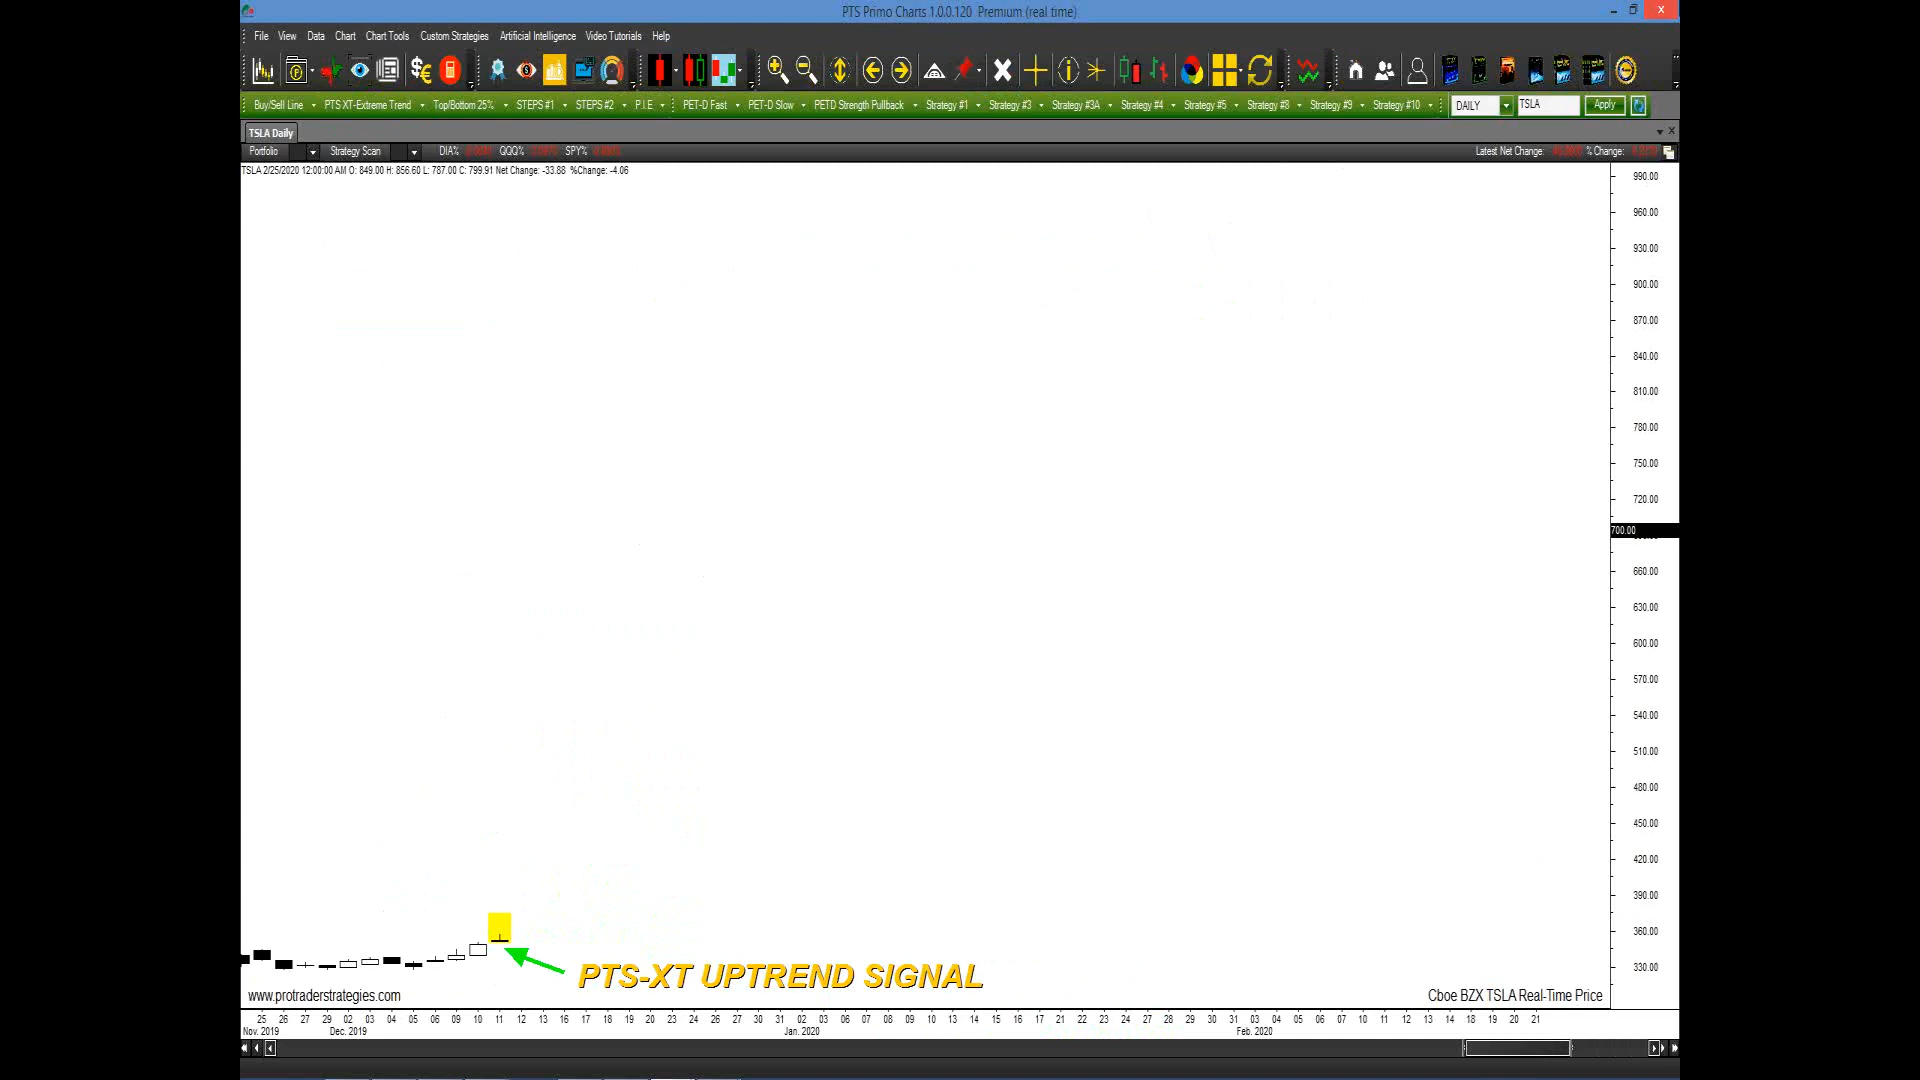 PTS Primo Charts 1.0.0.120 Premium (real time)
File View Data Chart Chart Tools Custom Strategies Artificial Intelligence Video Tutorials Help
Buy/Sell Line PTS XT-Extreme Trend Top/Bottom 25% STEPS #1 STEPS #2 P.I.E PET-D Fast PET-D Slow PETD Strength Pullback Strategy #1 Strategy #3 Strategy #3A Strategy #4 Strategy #5 Strategy #8 Strategy #9 Strategy #10 DAILY TSLA Apply
TSLA Daily
Portfolio Strategy Scan DIA% QQQ% SPY% Latest Net Change: % Change:
TSLA 2/25/2020 12:00:00 AM O: 849.00 H: 856.60 L: 787.00 C: 799.91 Net Change: -33.88 %Change: -4.06
990.00
960.00
930.00
900.00
870.00
840.00
810.00
780.00
750.00
720.00
700.00
660.00
630.00
600.00
570.00
540.00
510.00
480.00
450.00
420.00
390.00
360.00
330.00
PTS-XT UPTREND SIGNAL
www.protraderstrategies.com
Cboe BZX TSLA Real-Time Price
25 26 27 29 02 03 04 05 06 09 10 11 12 13 16 17 18 19 20 23 24 26 27 30 31 02 03 06 07 08 09 10 13 14 15 16 17 21 22 23 24 27 28 29 30 31 03 04 05 06 07 10 11 12 13 14 18 19 20 21
Nov. 2019 Dec. 2019 Jan. 2020 Feb. 2020